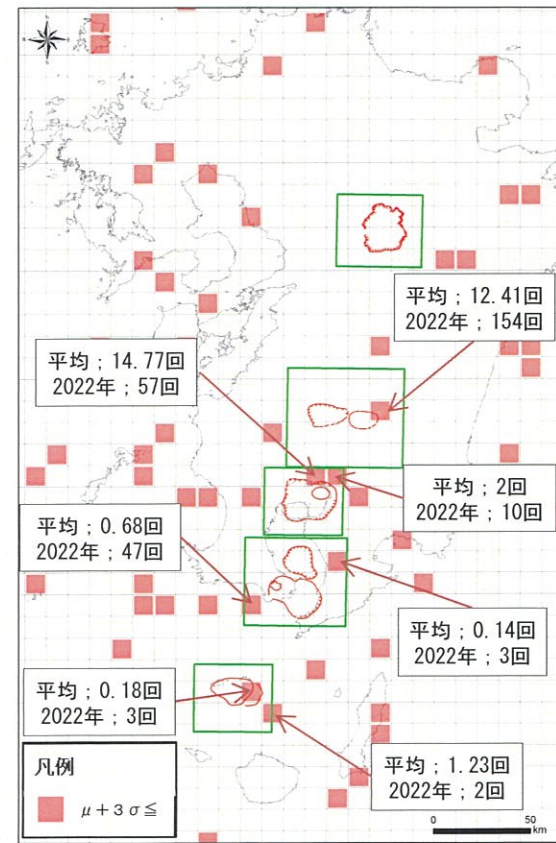 平均；12.41回
2022年；154回
平均；14.77回
2022年；57回
平均；2回
2022年；10回
平均；0.68回
2022年；47回
平均；0.14回
2022年；3回
平均；0.18回
2022年；3回
平均；1.23回
2022年；2回
凡例
μ＋3σ≦
0 50
km